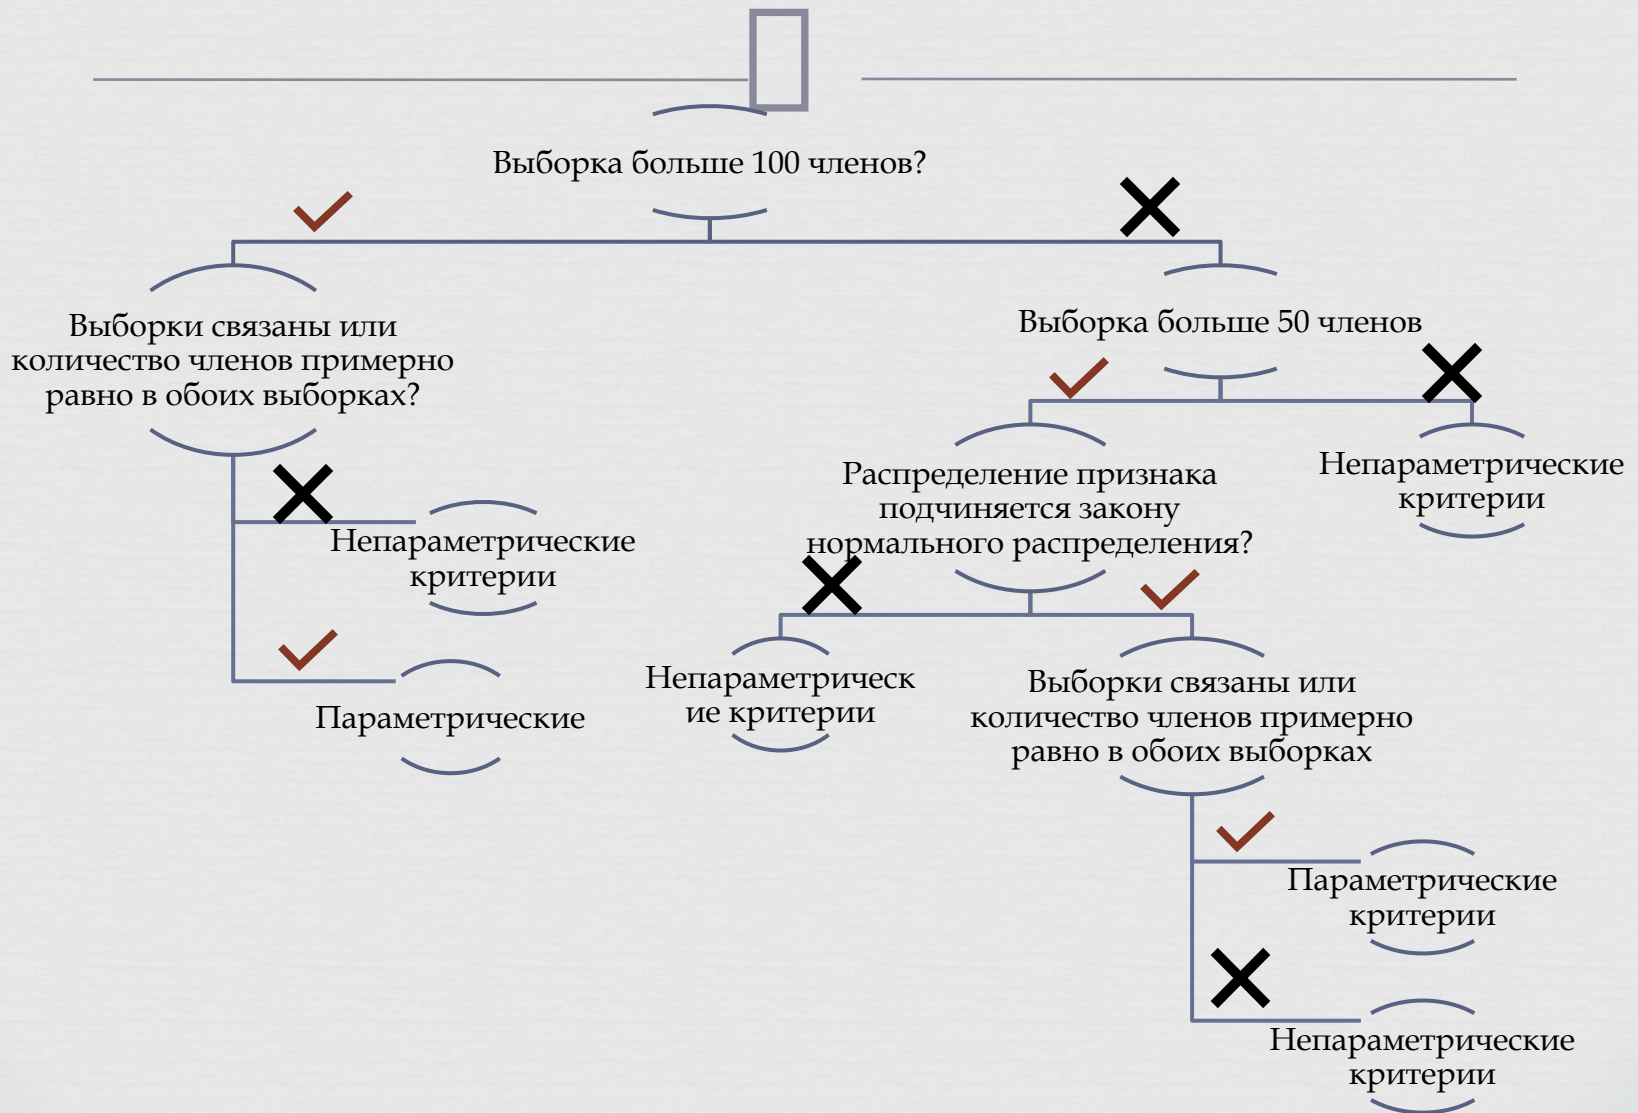 Выборка больше 100 членов?
Выборки связаны или
количество членов примерно
равно в обоих выборках?
Непараметрические
критерии
Параметрические
Выборка больше 50 членов
Распределение признака
подчиняется закону
нормального распределения?
Непараметрическ
ие критерии
Выборки связаны или
количество членов примерно
равно в обоих выборках
Параметрические
критерии
Непараметрические
критерии
Непараметрические
критерии